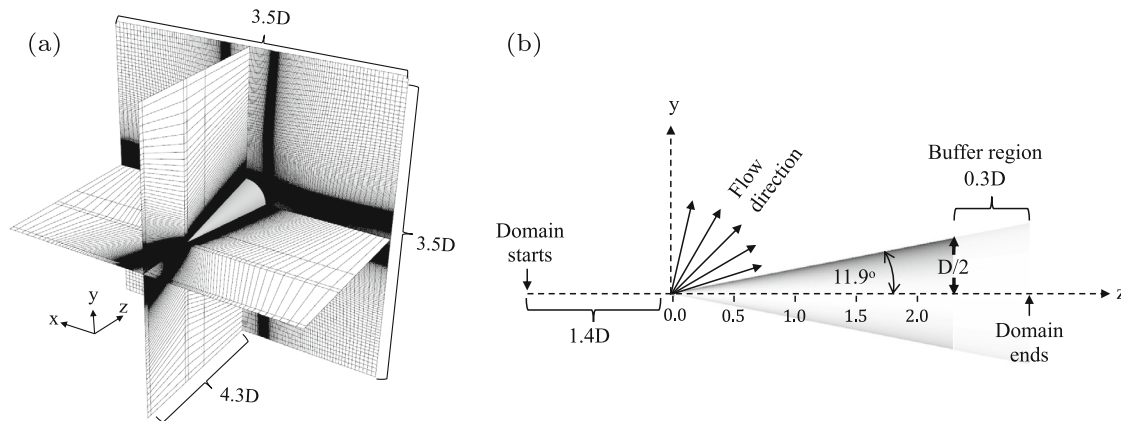 (a)
3.5D
3.5D
4.3D
y
z
x
(b)
y
Flow
direction
Buffer region
0.3D
Domain
starts
11.9°
D/2
z
0.0
0.5
1.0
1.5
2.0
1.4D
Domain
ends